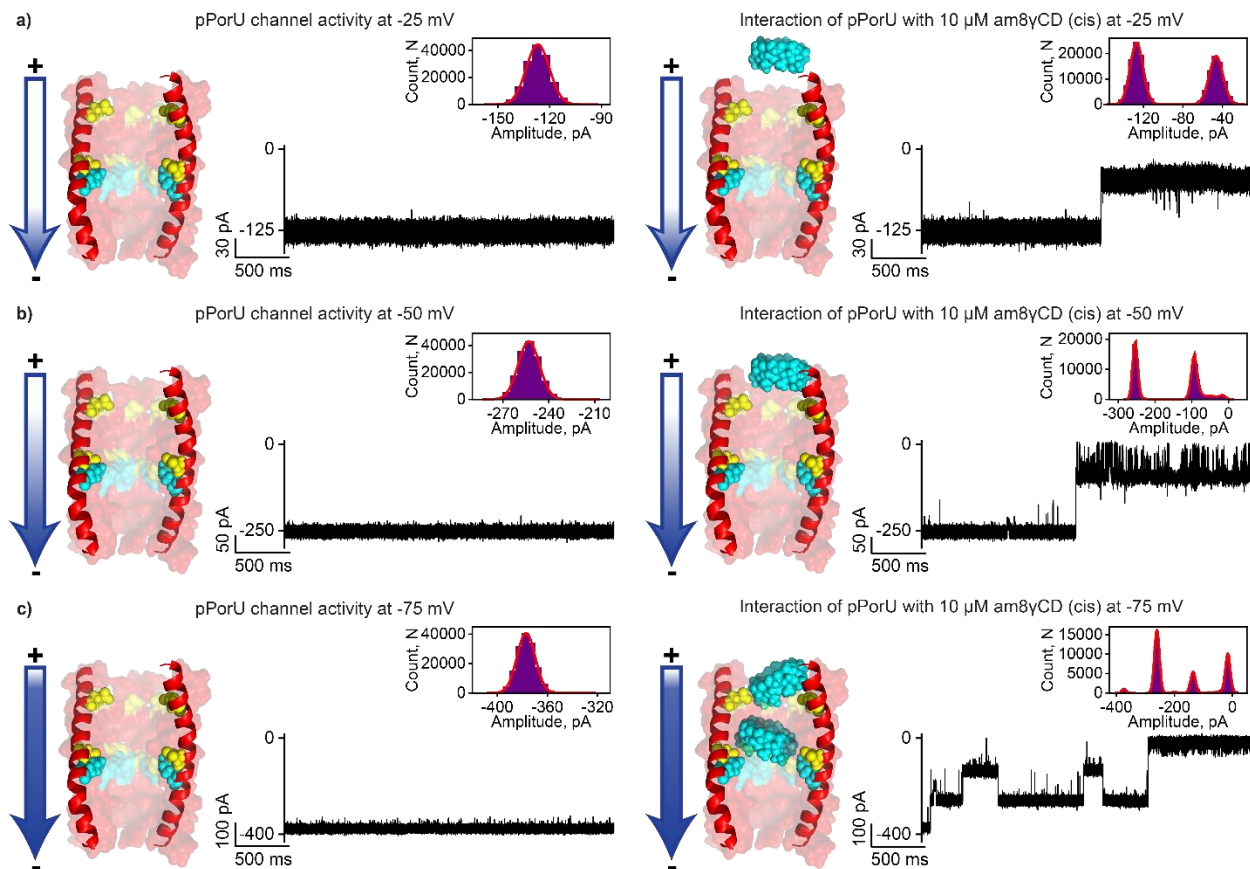 a)
pPorU channel activity at -25 mV
Interaction of pPorU with 10 µM am8γCD (cis) at -25 mV
+
-
Count, N
40000
20000
0
-150
-120
-90
Amplitude, pA
0
-125
30 pA
500 ms
+
-
Count, N
20000
10000
0
-120
-80
-40
Amplitude, pA
0
-125
30 pA
500 ms
b)
pPorU channel activity at -50 mV
Interaction of pPorU with 10 µM am8γCD (cis) at -50 mV
+
-
Count, N
40000
20000
0
-270
-240
-210
Amplitude, pA
0
-250
50 pA
500 ms
+
-
Count, N
20000
10000
0
-300
-200
-100
0
Amplitude, pA
0
-250
50 pA
500 ms
c)
pPorU channel activity at -75 mV
Interaction of pPorU with 10 µM am8γCD (cis) at -75 mV
+
-
Count, N
40000
20000
0
-400
-360
-320
Amplitude, pA
0
-400
100 pA
500 ms
+
-
Count, N
15000
10000
5000
0
-400
-200
0
Amplitude, pA
0
-400
100 pA
500 ms